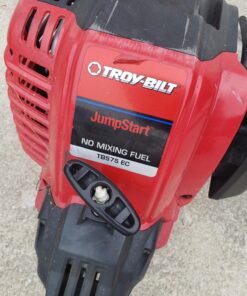 TROY-BILT
JumpStart
NO MIXING FUEL
TB575 EC